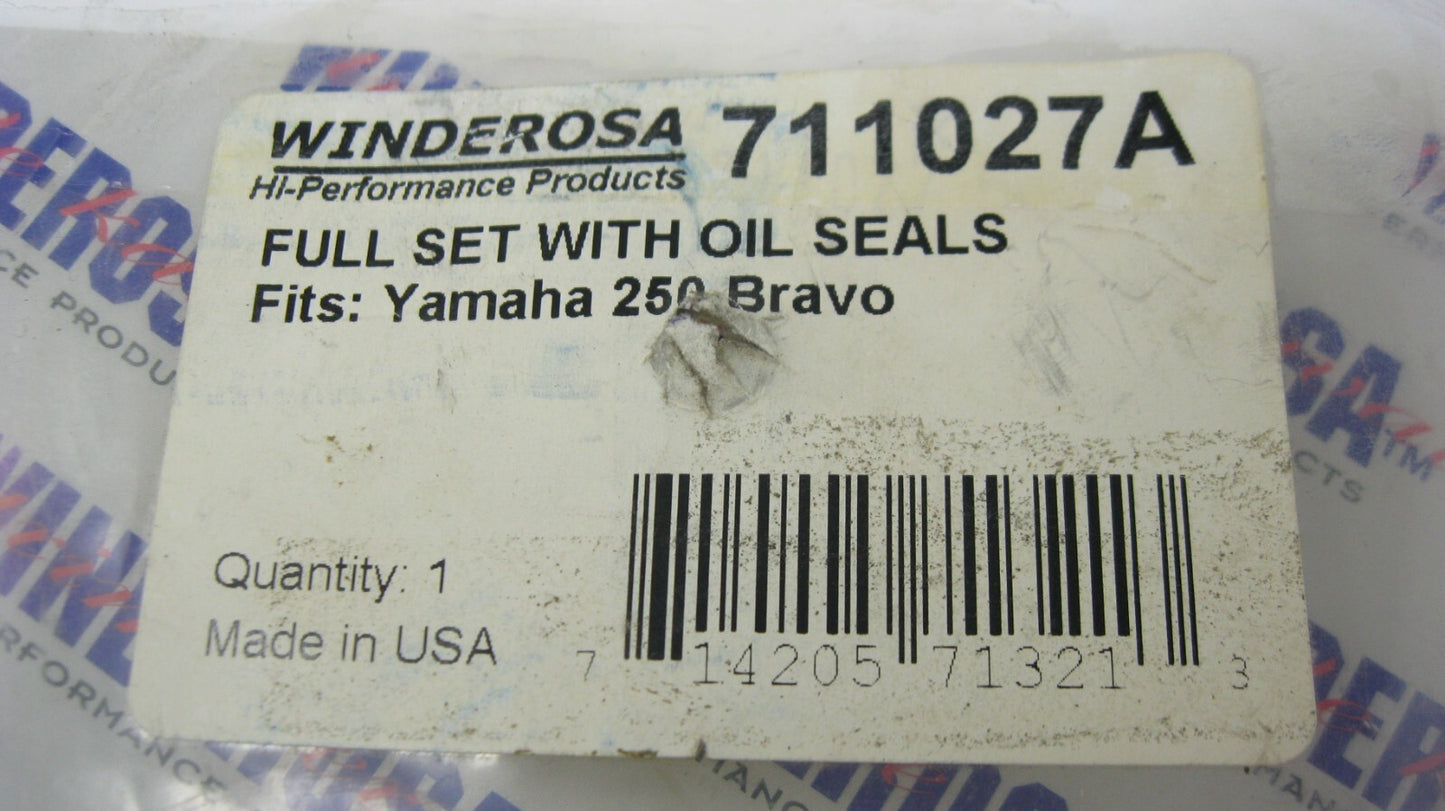 WINDEROSA 711027A
Hi-Performance Products
FULL SET WITH OIL SEALS
Fits: Yamaha 250 Bravo
Quantity: 1
Made in USA
7 14205 71321 3